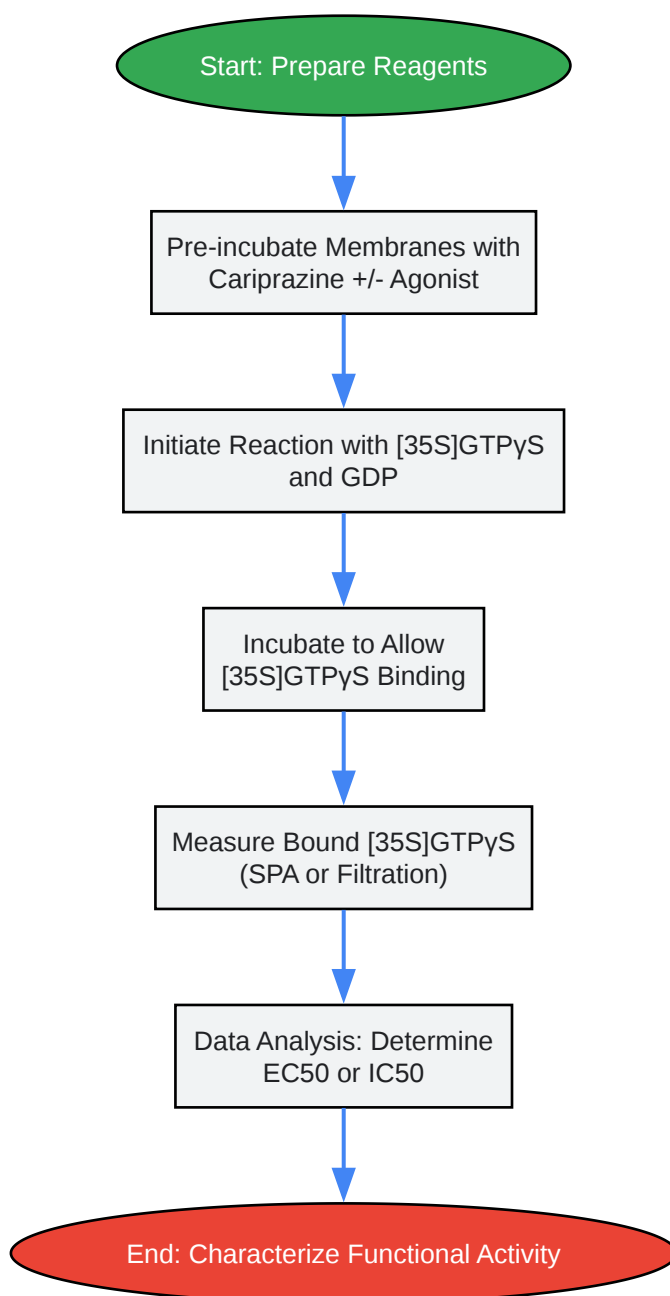 Start: Prepare Reagents
Pre-incubate Membranes with
Cariprazine +/- Agonist
Initiate Reaction with [35S]GTPγS
and GDP
Incubate to Allow
[35S]GTPγS Binding
Measure Bound [35S]GTPγS
(SPA or Filtration)
Data Analysis: Determine
EC50 or IC50
End: Characterize Functional Activity